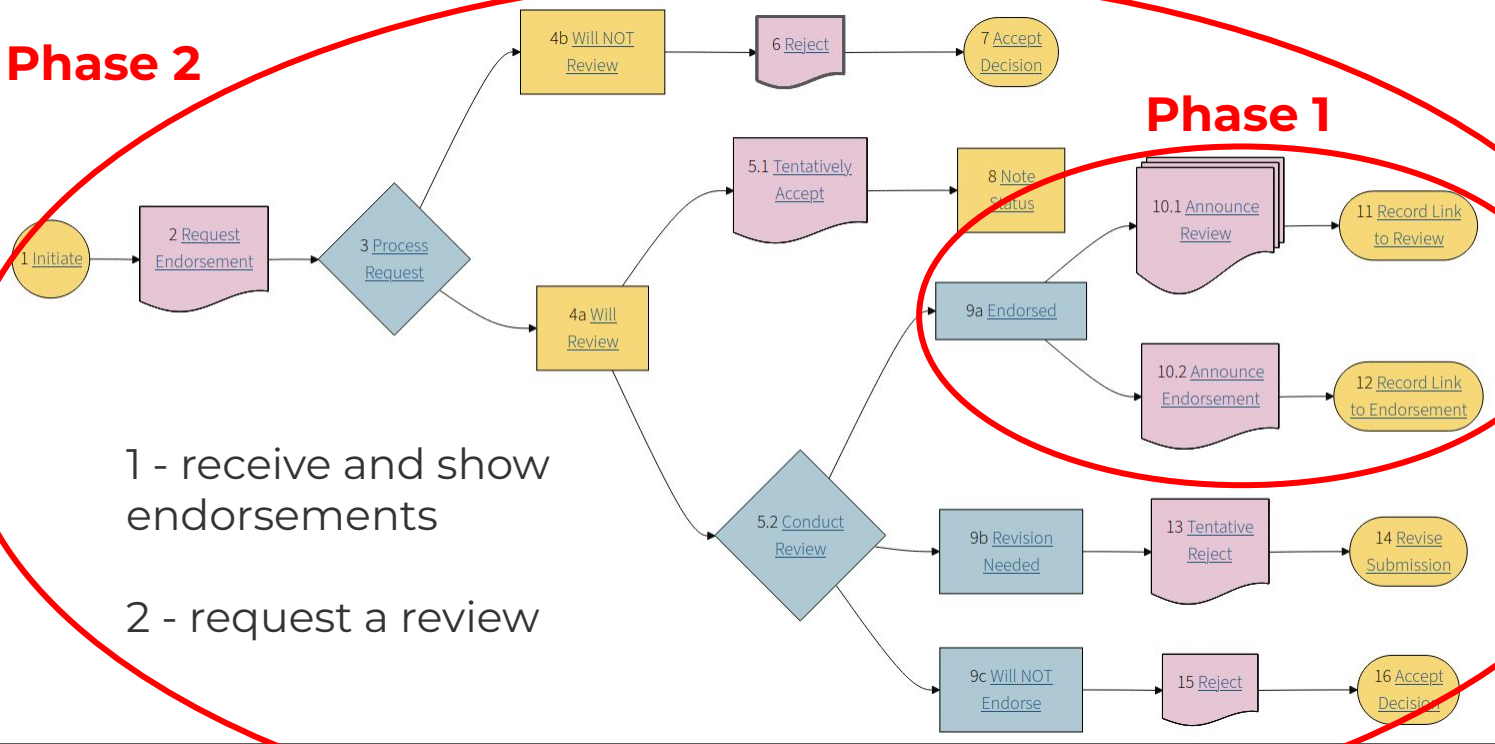 Phase 2
4b Will NOT
Review
6 Reject
7 Accept
Decision
Phase 1
5.1 Tentatively
Accept
8 Note
Status
10.1 Announce
Review
11 Record Link
to Review
1 Initiate
2 Request
Endorsement
3 Process
Request
4a Will
Review
9a Endorsed
10.2 Announce
Endorsement
12 Record Link
to Endorsement
1 - receive and show
endorsements
2 - request a review
5.2 Conduct
Review
9b Revision
Needed
13 Tentative
Reject
14 Revise
Submission
9c Will NOT
Endorse
15 Reject
16 Accept
Decision